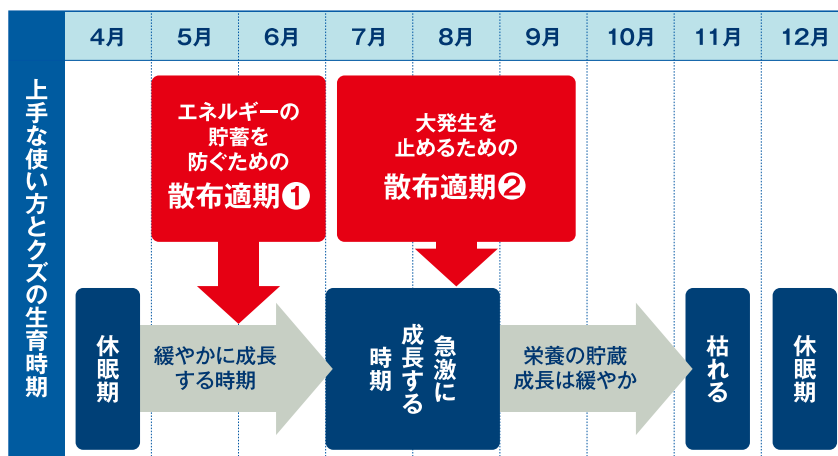 4月 5月 6月 7月 8月 9月 10月 11月 12月
上手な使い方とクズの生育時期
エネルギーの
貯蓄を
防ぐための
散布適期❶
大発生を
止めるための
散布適期❷
休眠期
緩やかに成長
する時期
急激に
成長する
時期
栄養の貯蔵
成長は緩やか
枯れる
休眠期